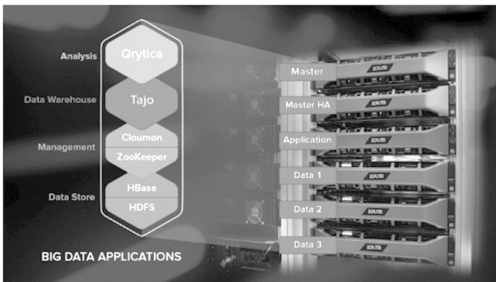 Analysis
Qrytica
Data Warehouse
Tajo
Management
Cloumon
ZooKeeper
Data Store
HBase
HDFS
BIG DATA APPLICATIONS
Master
Master HA
Application
Data 1
Data 2
Data 3